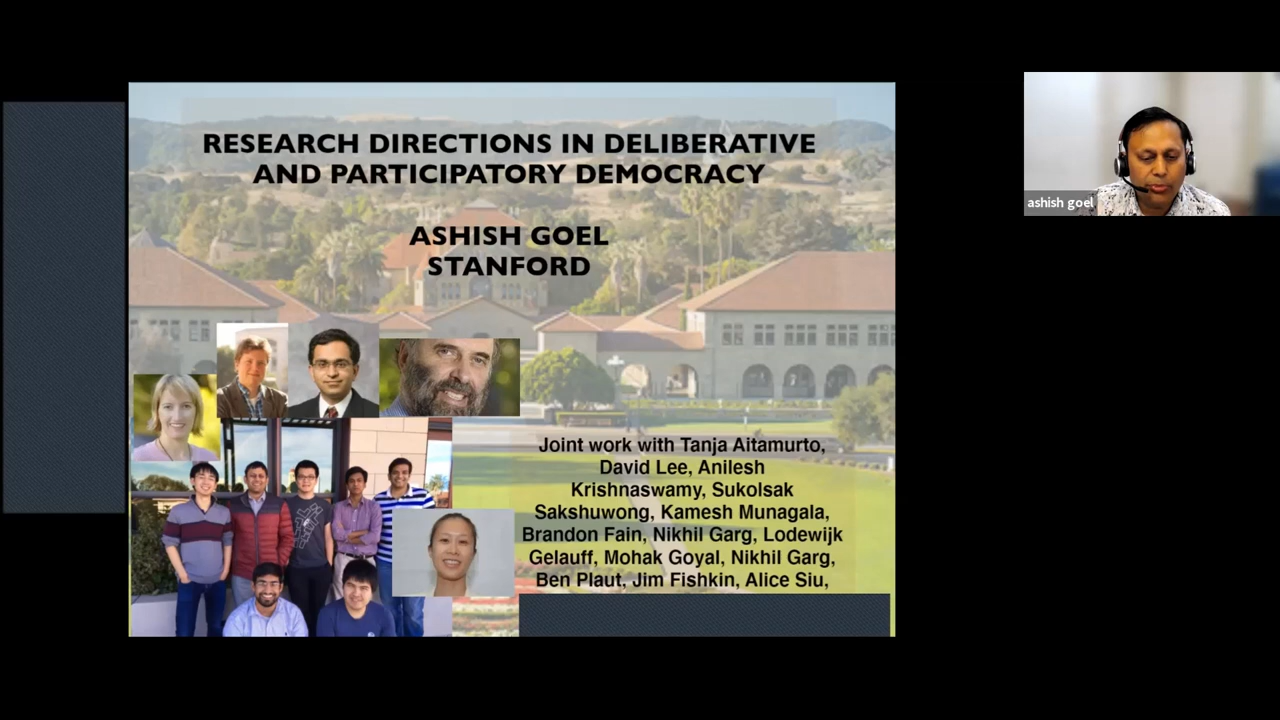 RESEARCH DIRECTIONS IN DELIBERATIVE
AND PARTICIPATORY DEMOCRACY
ASHISH GOEL
STANFORD
Joint work with Tanja Aitamurto,
David Lee, Anilesh
Krishnaswamy, Sukolsak
Sakshuwong, Kamesh Munagala,
Brandon Fain, Nikhil Garg, Lodewijk
Gelauff, Mohak Goyal, Nikhil Garg,
Ben Plaut, Jim Fishkin, Alice Siu,
ashish goel